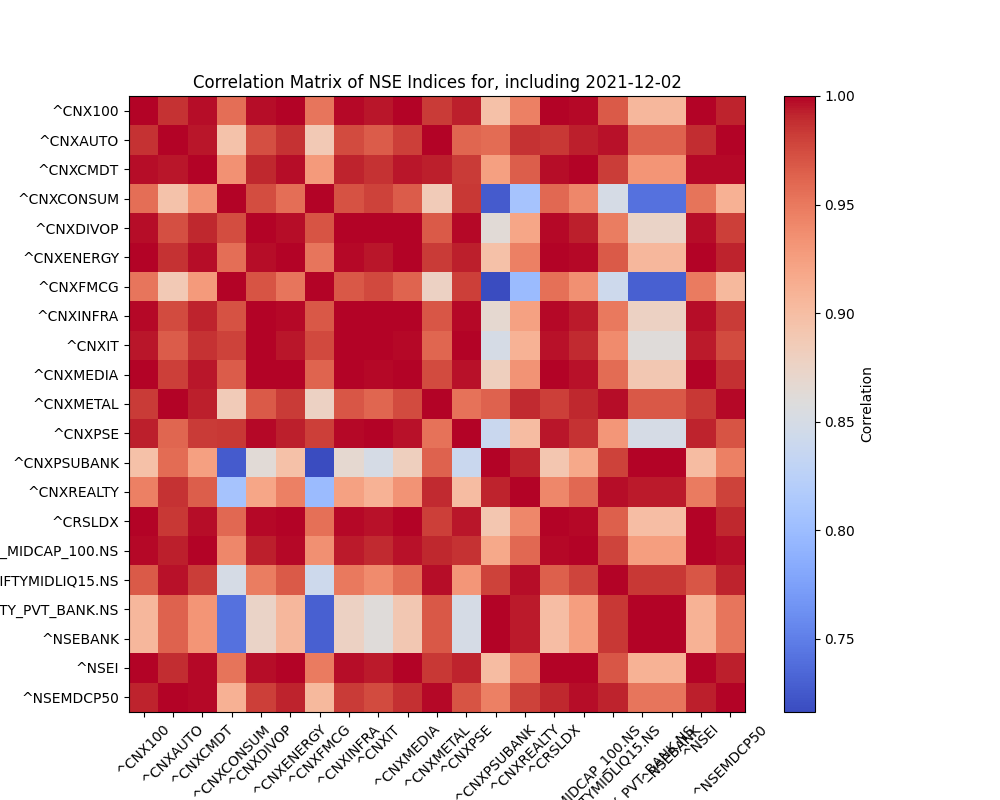 Correlation Matrix of NSE Indices for, including 2021-12-02
^CNX100
^CNXAUTO
^CNXCMDT
^CNXCONSUM
^CNXDIVOP
^CNXENERGY
^CNXFMCG
^CNXINFRA
^CNXIT
^CNXMEDIA
^CNXMETAL
^CNXPSE
^CNXPSUBANK
^CNXREALTY
^CRSLDX
_MIDCAP_100.NS
IFTYMIDLIQ15.NS
TY_PVT_BANK.NS
^NSEBANK
^NSEI
^NSEMDCP50
^CNX100
^CNXAUTO
^CNXCMDT
^CNXCONSUM
^CNXDIVOP
^CNXENERGY
^CNXFMCG
^CNXINFRA
^CNXIT
^CNXMEDIA
^CNXMETAL
^CNXPSE
^CNXPSUBANK
^CNXREALTY
^CRSLDX
MIDCAP_100.NS
TYMIDLIQ15.NS
PVT_BANK.NS
^NSEBANK
^NSEI
^NSEMDCP50
1.00
0.95
0.90
0.85
0.80
0.75
Correlation